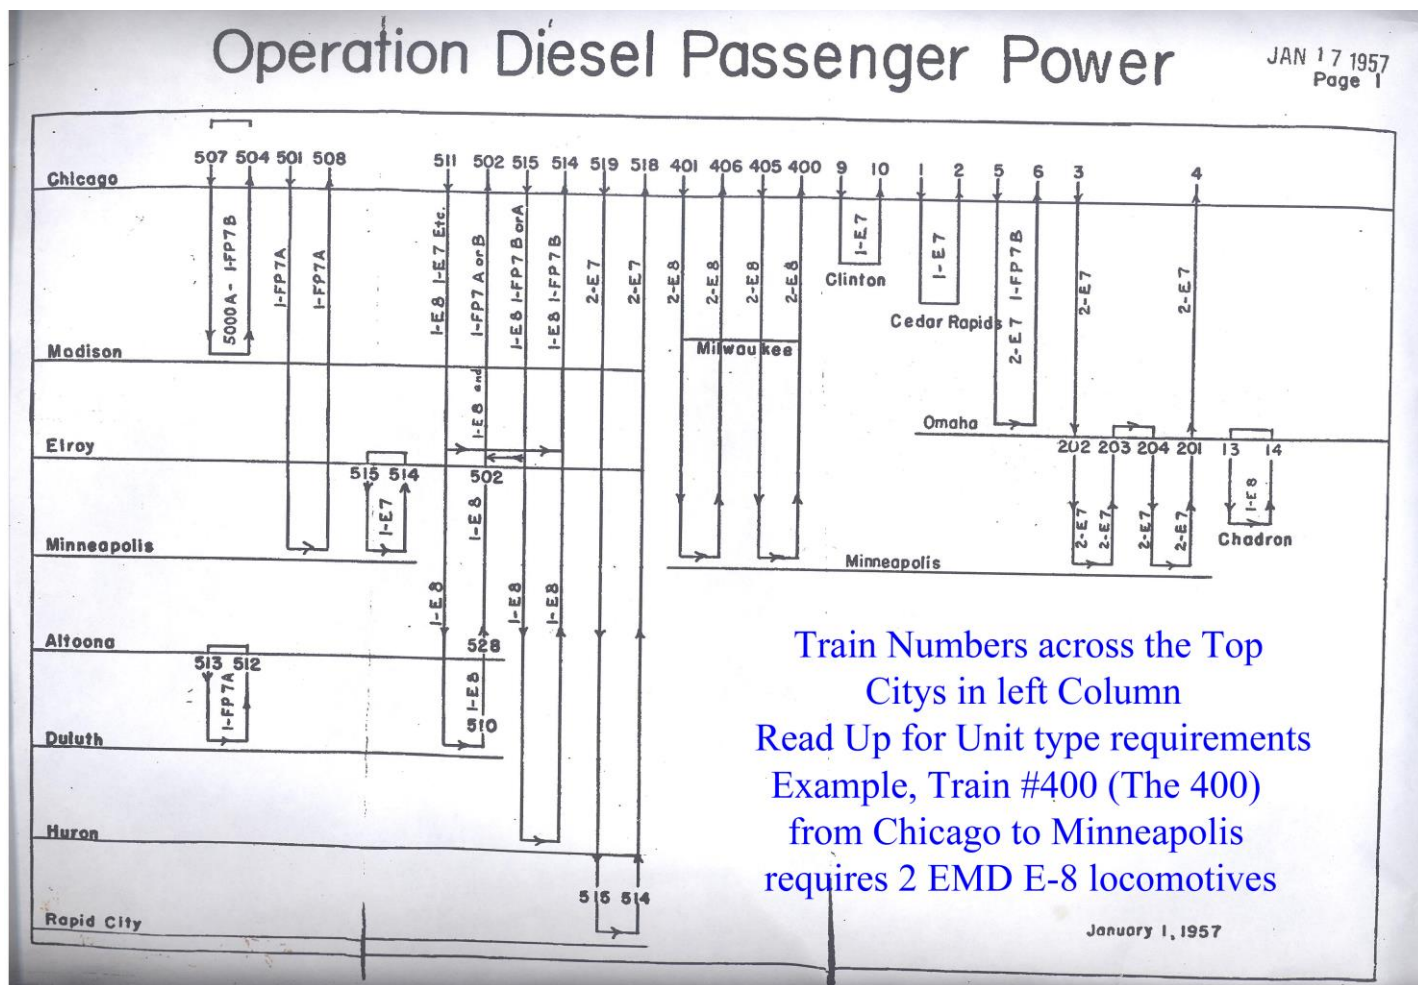 Operation Diesel Passenger Power
JAN 17 1957
Page 1
507 504 501 508 511 502 515 514 519 518 401 406 405 400 9 10 1 2 5 6 3 4
Chicago
5000A - 1-FP7B
1-FP7A
1-FP7A
1-E8 1-E7 Etc.
1-E8 and 1-FP7 A or B
1-E8 1-FP7 B or A
1-E8 1-FP7B
2-E7
2-E7
2-E8
2-E8
2-E8
2-E8
1-E7
Clinton
1-E7
Cedar Rapids
2-E7 1-FP7B
2-E7
2-E7
Madison
Milwaukee
Omaha
202 203 204 201 13 14
Elroy
515 514 502
1-E7
1-E8
2-E7
2-E7
2-E7
2-E7
1-E8
Chadron
Minneapolis
Minneapolis
1-E8
1-E8
1-E8
Altoona
528
513 512
1-FP7A
1-E8
510
Duluth
Huron
515 514
Rapid City
Train Numbers across the Top
Citys in left Column
Read Up for Unit type requirements
Example, Train #400 (The 400)
from Chicago to Minneapolis
requires 2 EMD E-8 locomotives
January 1, 1957